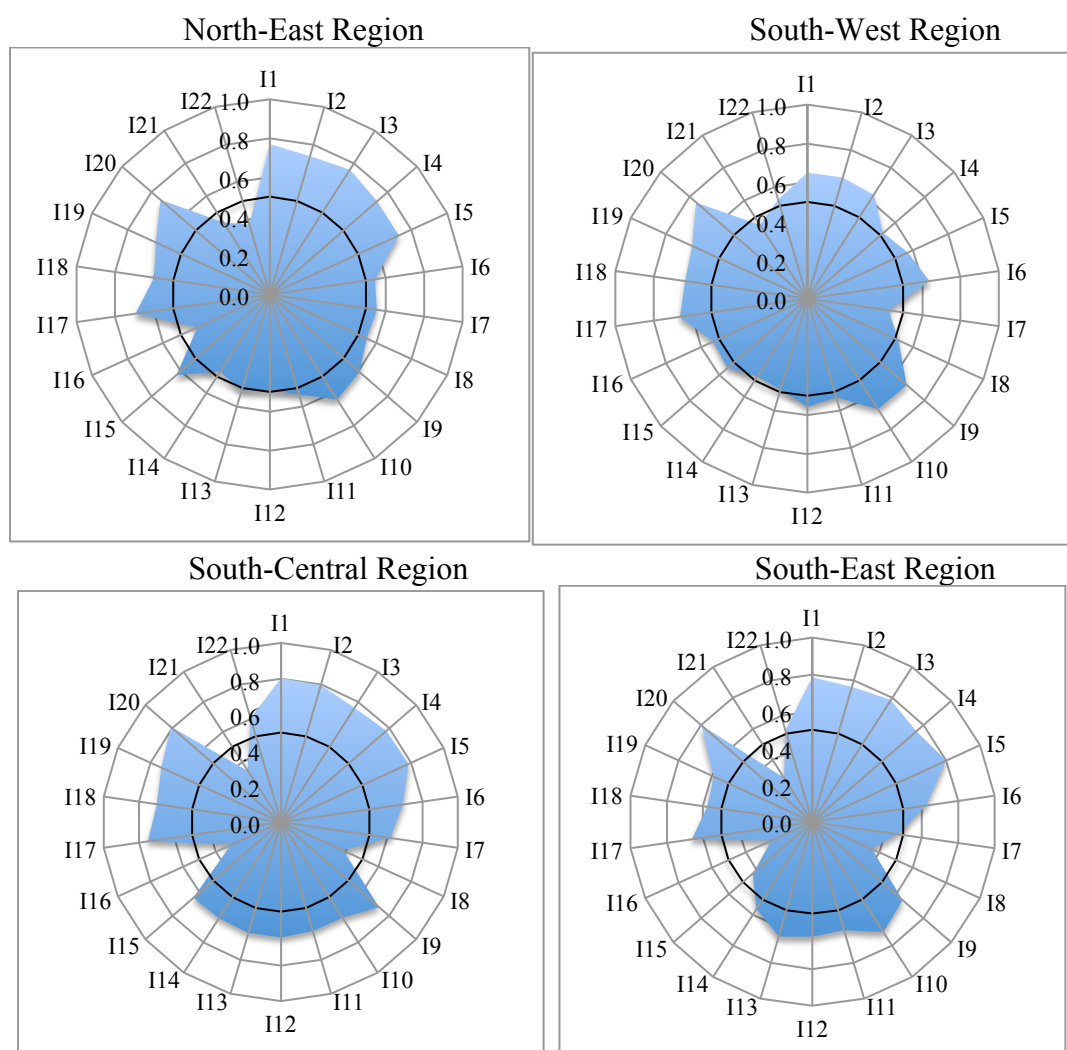 North-East Region
I1
I2
I3
I4
I5
I6
I7
I8
I9
I10
I11
I12
I13
I14
I15
I16
I17
I18
I19
I20
I21
I22
1.0
0.8
0.6
0.4
0.2
0.0
South-West Region
I1
I2
I3
I4
I5
I6
I7
I8
I9
I10
I11
I12
I13
I14
I15
I16
I17
I18
I19
I20
I21
I22
1.0
0.8
0.6
0.4
0.2
0.0
South-Central Region
I1
I2
I3
I4
I5
I6
I7
I8
I9
I10
I11
I12
I13
I14
I15
I16
I17
I18
I19
I20
I21
I22
1.0
0.8
0.6
0.4
0.2
0.0
South-East Region
I1
I2
I3
I4
I5
I6
I7
I8
I9
I10
I11
I12
I13
I14
I15
I16
I17
I18
I19
I20
I21
I22
1.0
0.8
0.6
0.4
0.2
0.0